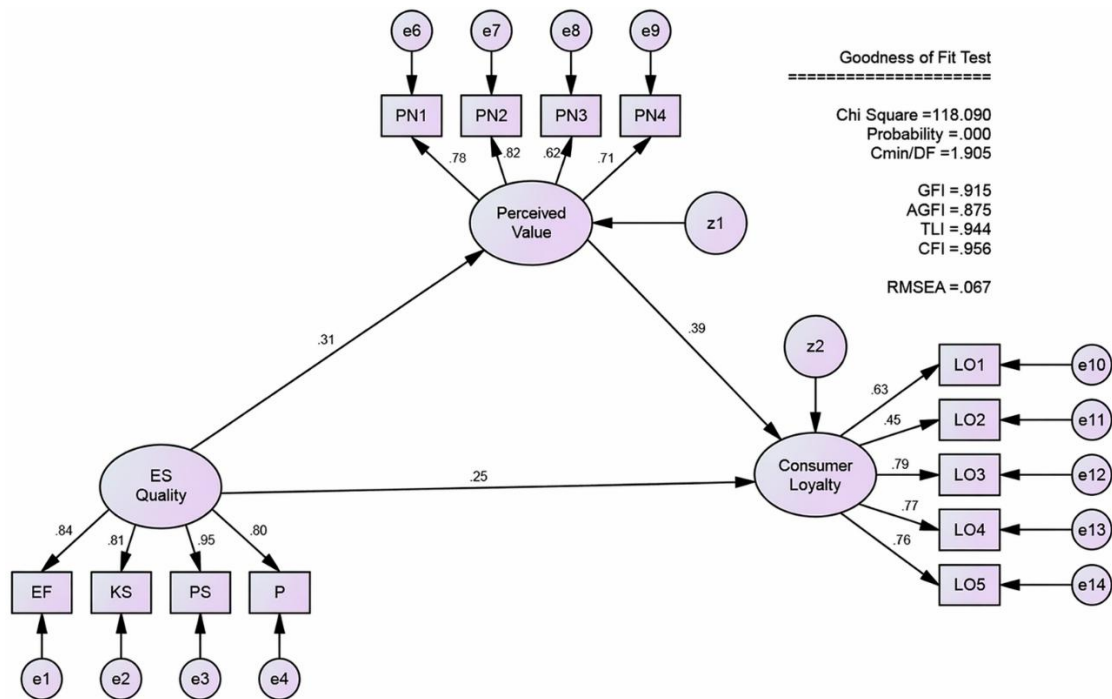 e6
e7
e8
e9
Goodness of Fit Test
======================
PN1
PN2
PN3
PN4
Chi Square =118.090
Probability =.000
Cmin/DF =1.905
.78
.82
.62
.71
GFI =.915
AGFI =.875
TLI =.944
CFI =.956
Perceived
Value
z1
RMSEA =.067
.31
.39
z2
LO1
e10
.63
LO2
e11
.45
ES
Quality
.25
Consumer
Loyalty
.79
LO3
e12
.77
LO4
e13
.76
LO5
e14
.84
.81
.95
.80
EF
KS
PS
P
e1
e2
e3
e4